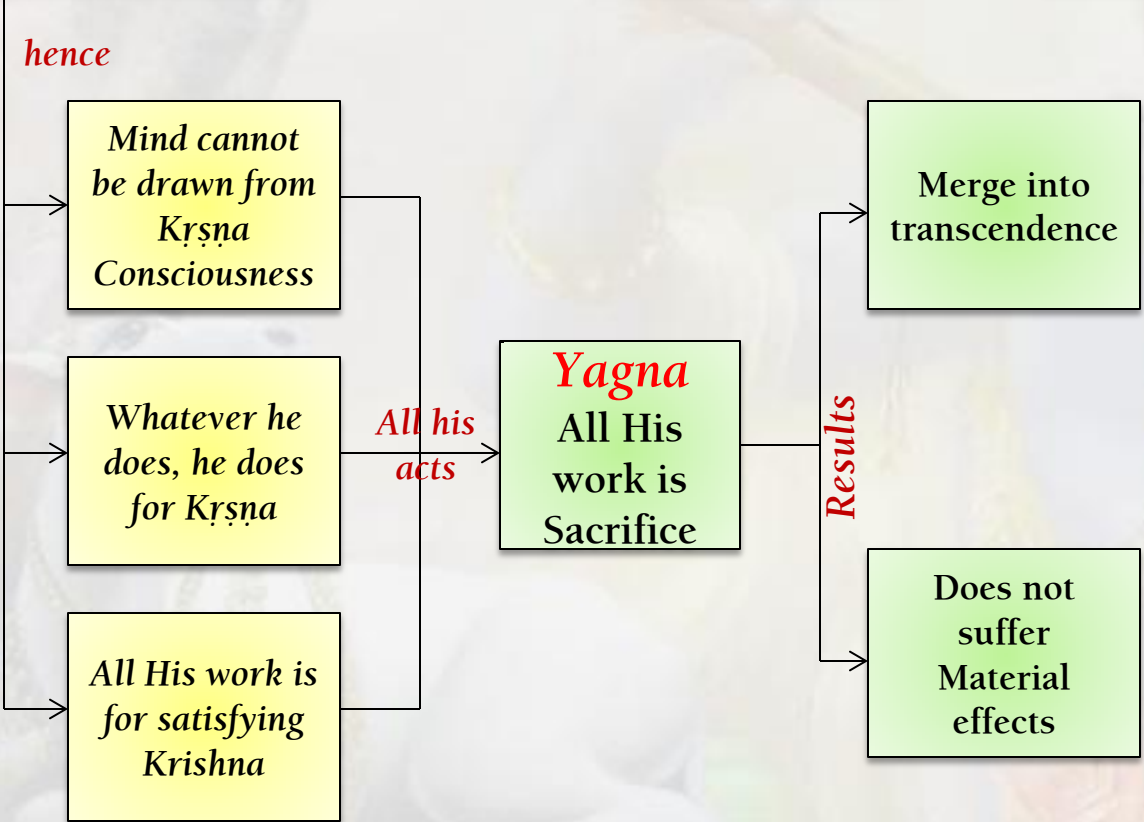 hence
Mind cannot
be drawn from
Kṛṣṇa
Consciousness
Whatever he
does, he does
for Kṛṣṇa
All His work is
for satisfying
Krishna
All his
acts
Yagna
All His
work is
Sacrifice
Results
Merge into
transcendence
Does not
suffer
Material
effects